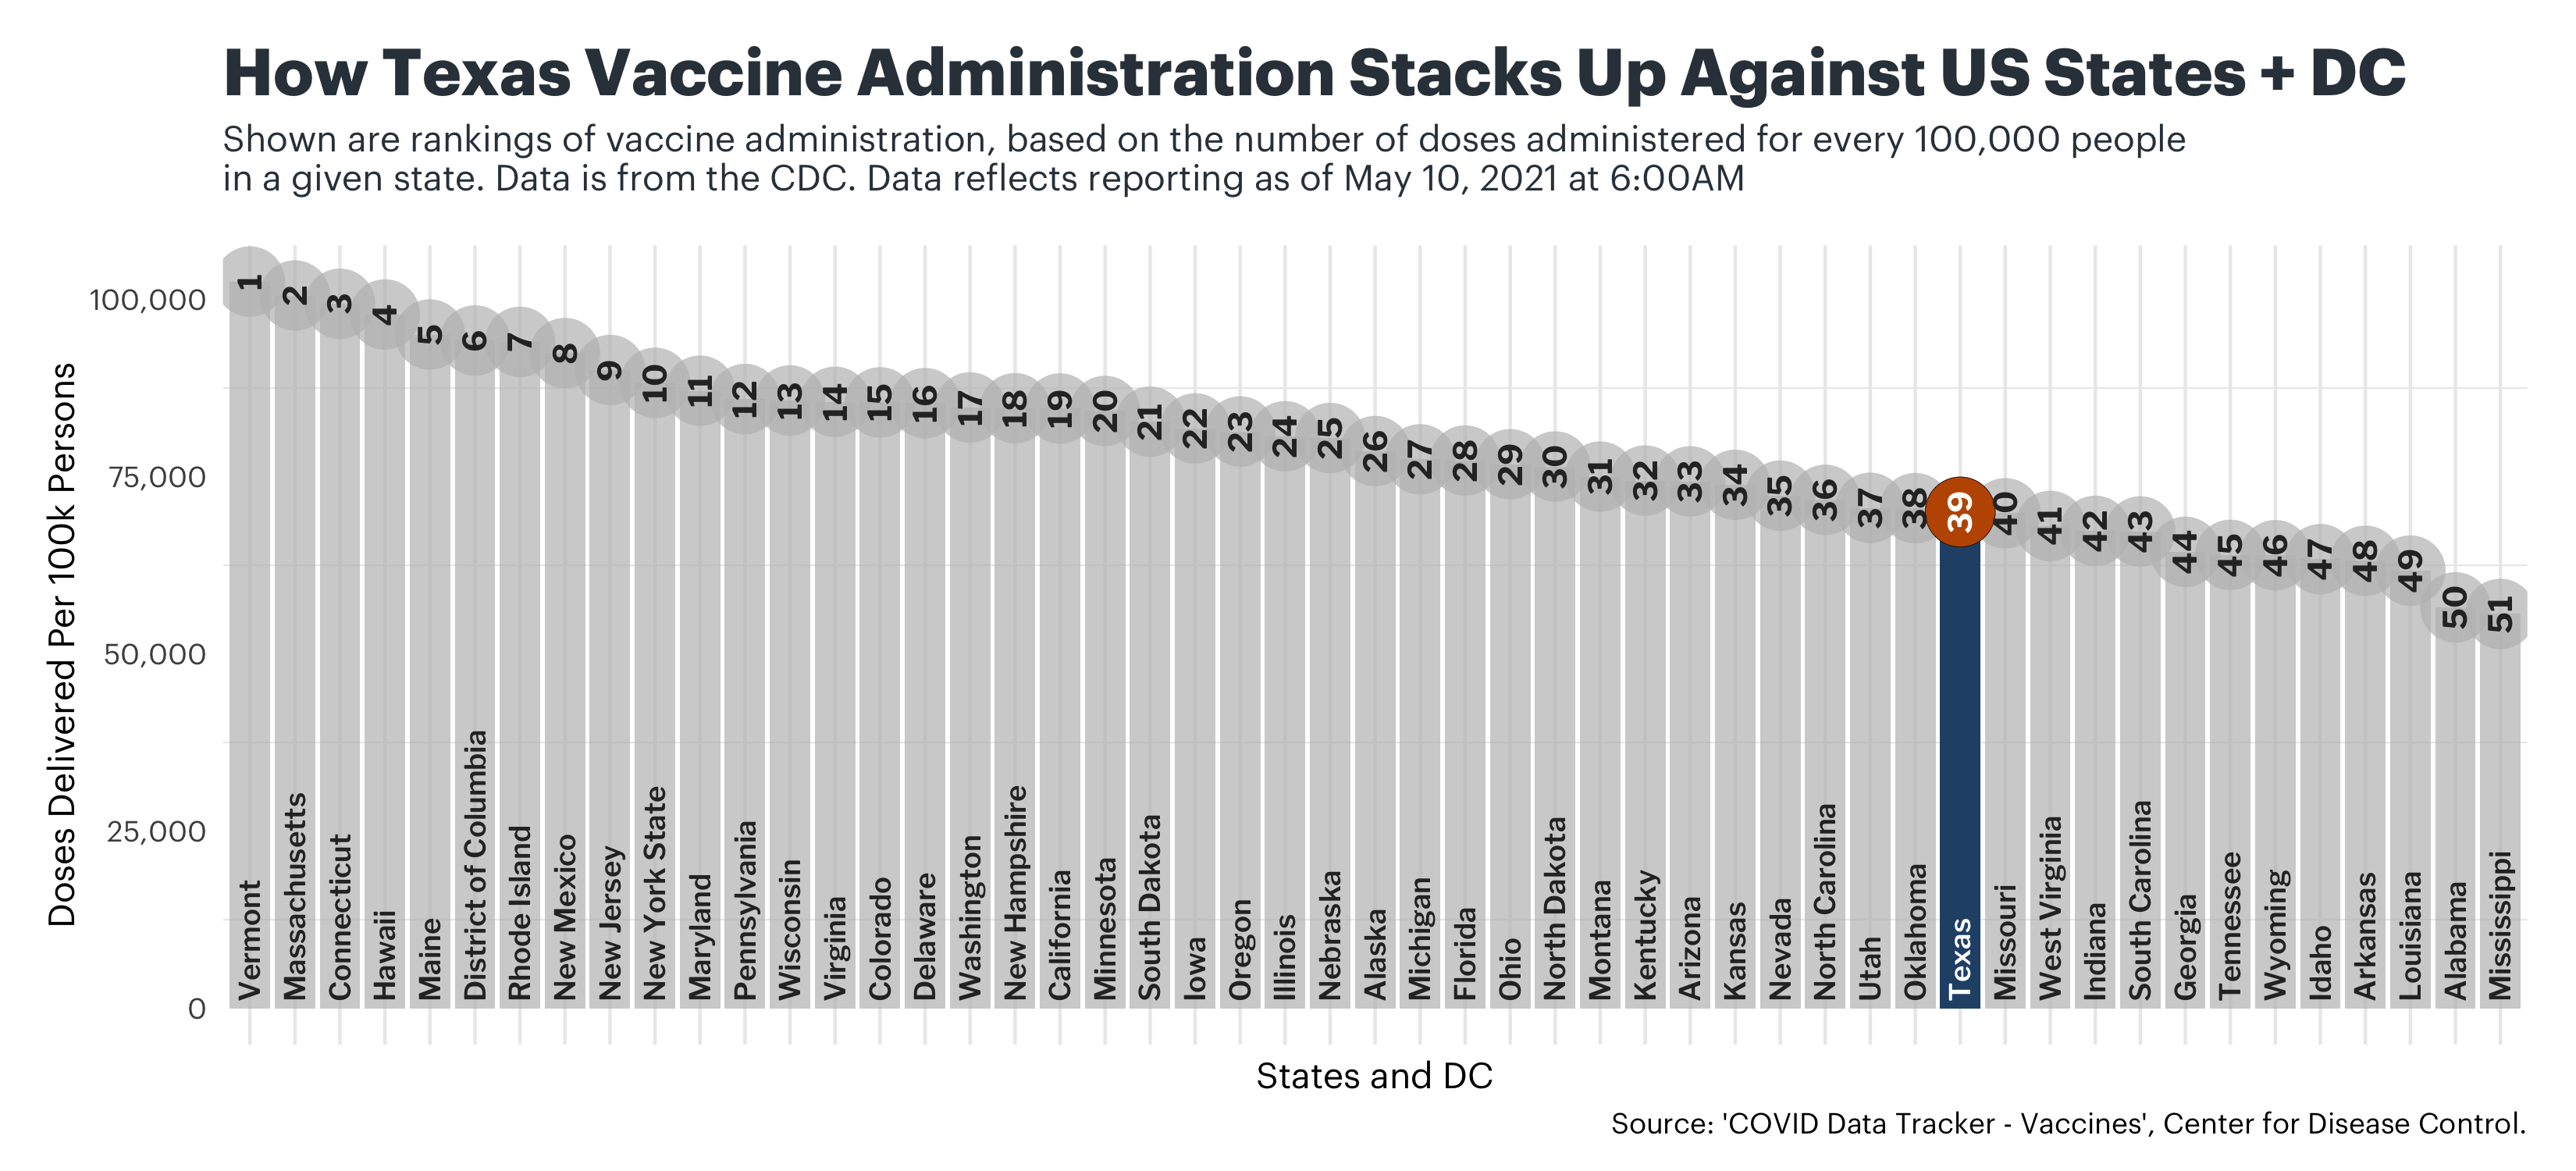 How Texas Vaccine Administration Stacks Up Against US States + DC
Shown are rankings of vaccine administration, based on the number of doses administered for every 100,000 people
in a given state. Data is from the CDC. Data reflects reporting as of May 10, 2021 at 6:00AM
Doses Delivered Per 100k Persons
100,000
75,000
50,000
25,000
0
1
2
3
4
5
6
7
8
9
10
11
12
13
14
15
16
17
18
19
20
21
22
23
24
25
26
27
28
29
30
31
32
33
34
35
36
37
38
39
40
41
42
43
44
45
46
47
48
49
50
51
Vermont
Massachusetts
Connecticut
Hawaii
Maine
District of Columbia
Rhode Island
New Mexico
New Jersey
New York State
Maryland
Pennsylvania
Wisconsin
Virginia
Colorado
Delaware
Washington
New Hampshire
California
Minnesota
South Dakota
Iowa
Oregon
Illinois
Nebraska
Alaska
Michigan
Florida
Ohio
North Dakota
Montana
Kentucky
Arizona
Kansas
Nevada
North Carolina
Utah
Oklahoma
Texas
Missouri
West Virginia
Indiana
South Carolina
Georgia
Tennessee
Wyoming
Idaho
Arkansas
Louisiana
Alabama
Mississippi
States and DC
Source: 'COVID Data Tracker - Vaccines', Center for Disease Control.